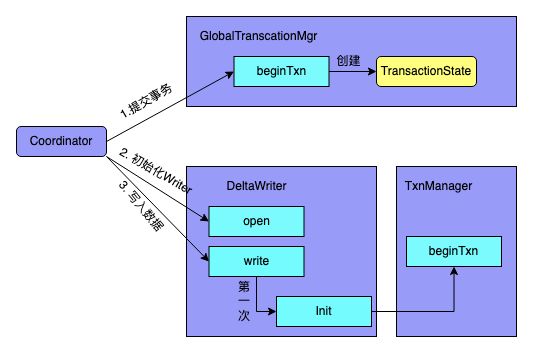 GlobalTranscationMgr
beginTxn
创建
TransactionState
1.提交事务
Coordinator
2. 初始化Writer
3. 写入数据
DeltaWriter
open
write
第一次
Init
TxnManager
beginTxn